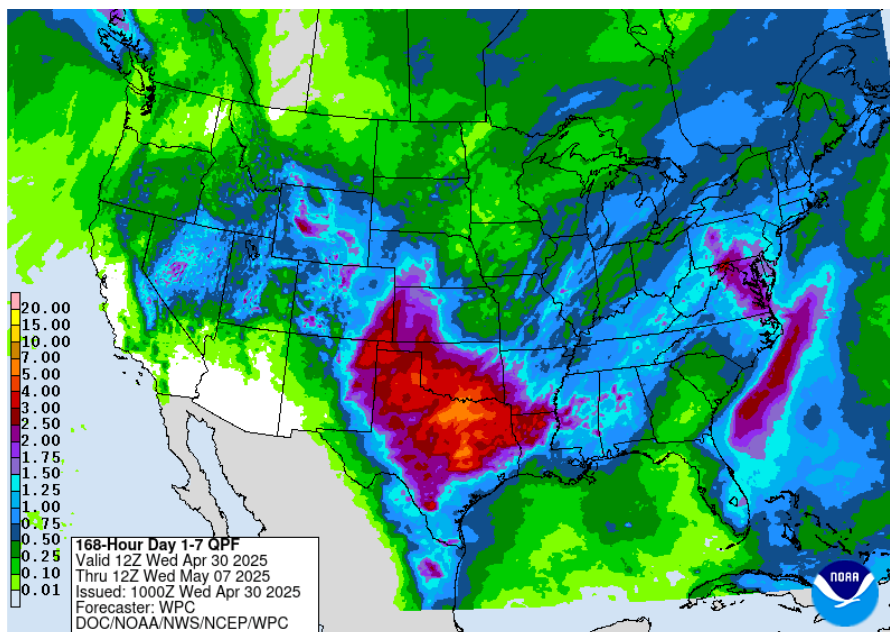 20.00
15.00
10.00
7.00
5.00
4.00
3.00
2.50
2.00
1.75
1.50
1.25
1.00
0.75
0.50
0.25
0.10
0.01
168-Hour Day 1-7 QPF
Valid 12Z Wed Apr 30 2025
Thru 12Z Wed May 07 2025
Issued: 1000Z Wed Apr 30 2025
Forecaster: WPC
DOC/NOAA/NWS/NCEP/WPC
NOAA